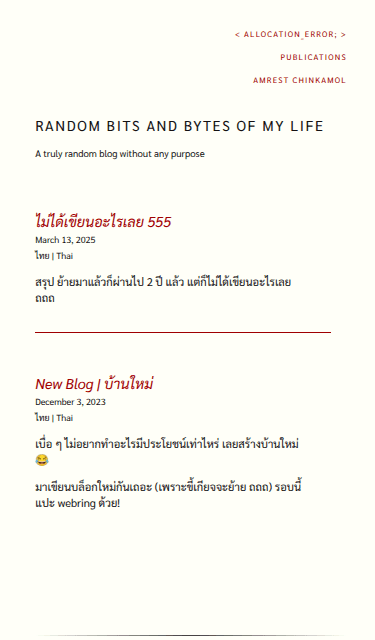 < ALLOCATION_ERROR; >
PUBLICATIONS
AMREST CHINKAMOL
RANDOM BITS AND BYTES OF MY LIFE
A truly random blog without any purpose
ไม่ได้เขียนอะไรเลย 555
March 13, 2025
ไทย | Thai
สรุป ย้ายมาแล้วก็ผ่านไป 2 ปี แล้ว แต่ก็ไม่ได้เขียนอะไรเลย
ถถถ
New Blog | บ้านใหม่
December 3, 2023
ไทย | Thai
เบื่อ ๆ ไม่อยากทำอะไรมีประโยชน์เท่าไหร่ เลยสร้างบ้านใหม่
😂
มาเขียนบล็อกใหม่กันเถอะ (เพราะขี้เกียจจะย้าย ถถถ) รอบนี้
แปะ webring ด้วย!